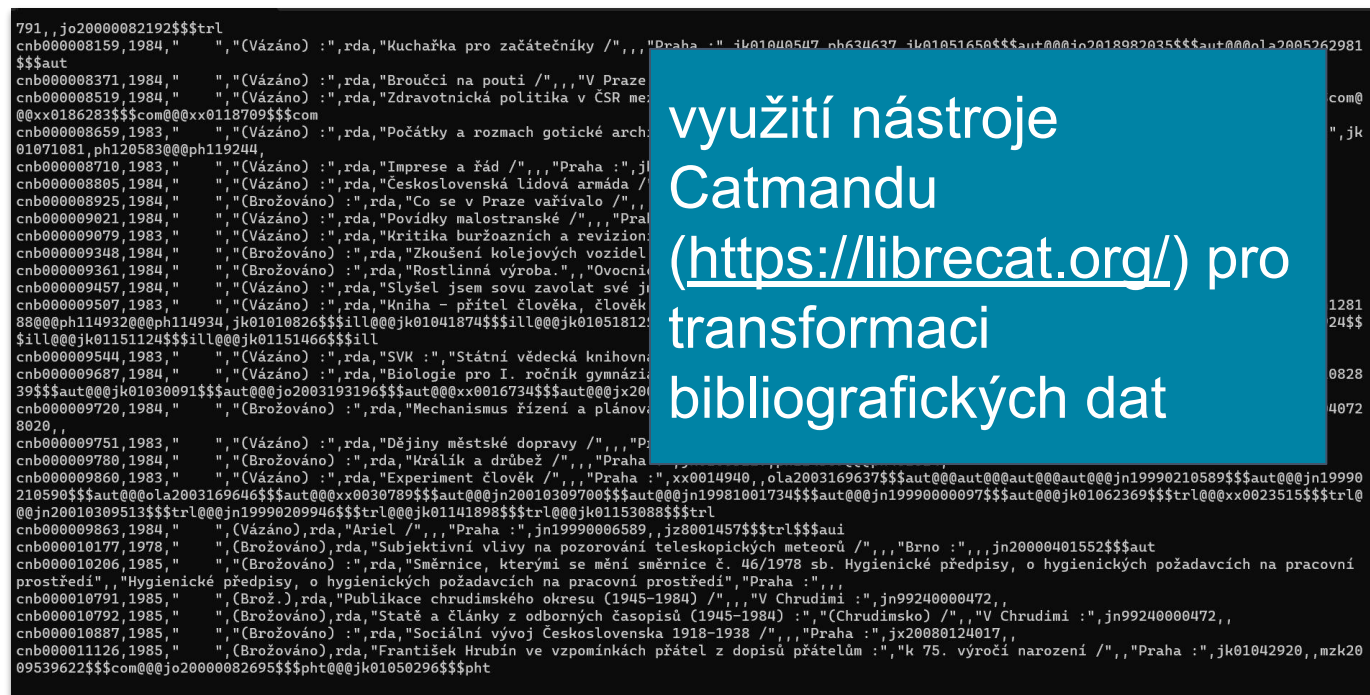 791,,jo20000082192$$$trl
cnb000008159,1984,"    ","(Vázáno) :",rda,"Kuchařka pro začátečníky /",,,"Praha :",jk01040547,ph634637,jk01051650$$$aut@@@jo2018982035$$$aut@@@ola2005262981
$$$aut
cnb000008371,1984,"    ","(Vázáno) :",rda,"Broučci na pouti /",,,"V Praze
cnb000008519,1984,"    ","(Vázáno) :",rda,"Zdravotnická politika v ČSR mez com@
@@xx0186283$$$com@@@xx0118709$$$com
cnb000008659,1983,"    ","(Vázáno) :",rda,"Počátky a rozmach gotické archi ",jk
01071081,ph120583@@@ph119244,
cnb000008710,1983,"    ","(Vázáno) :",rda,"Imprese a řád /",,,"Praha :",jk
cnb000008805,1984,"    ","(Vázáno) :",rda,"Československá lidová armáda /"
cnb000008925,1984,"    ","(Brožováno) :",rda,"Co se v Praze vařívalo /",,
cnb000009021,1984,"    ","(Vázáno) :",rda,"Povídky malostranské /",,,"Prah
cnb000009079,1983,"    ","(Vázáno) :",rda,"Kritika buržoazních a revizioni
cnb000009348,1984,"    ","(Brožováno) :",rda,"Zkoušení kolejových vozidel
cnb000009361,1984,"    ","(Brožováno) :",rda,"Rostlinná výroba.",,"Ovocni
cnb000009457,1984,"    ","(Vázáno) :",rda,"Slyšel jsem sovu zavolat své jm
cnb000009507,1983,"    ","(Vázáno) :",rda,"Kniha - přítel člověka, člověk 1281
88@@@ph114932@@@ph114934,jk01010826$$$ill@@@jk01041874$$$ill@@@jk01051812$ 24$$
$ill@@@jk01151124$$$ill@@@jk01151466$$$ill
cnb000009544,1983,"    ","(Vázáno) :",rda,"SVK :","Státní vědecká knihovna
cnb000009687,1984,"    ","(Vázáno) :",rda,"Biologie pro I. ročník gymnázia 0828
39$$$aut@@@jk01030091$$$aut@@@jo2003193196$$$aut@@@xx0016734$$$aut@@@jx200
cnb000009720,1984,"    ","(Brožováno) :",rda,"Mechanismus řízení a plánova 4072
8020,,
cnb000009751,1983,"    ","(Vázáno) :",rda,"Dějiny městské dopravy /",,,"P
cnb000009780,1984,"    ","(Brožováno) :",rda,"Králík a drůbež /",,,"Praha
cnb000009860,1983,"    ","(Vázáno) :",rda,"Experiment člověk /",,,"Praha :",xx0014940,,ola2003169637$$$aut@@@aut@@@aut@@@aut@@@jn19990210589$$$aut@@@jn19990
210590$$$aut@@@ola2003169646$$$aut@@@xx0030789$$$aut@@@jn20010309700$$$aut@@@jn19981001734$$$aut@@@jn19990000097$$$aut@@@jk01062369$$$trl@@@xx0023515$$$trl@
@@jn20010309513$$$trl@@@jn19990209946$$$trl@@@jk01141898$$$trl@@@jk01153088$$$trl
cnb000009863,1984,"    ",(Vázáno),rda,"Ariel /",,,"Praha :",jn19990006589,,jz8001457$$$trl$$$aui
cnb000010177,1978,"    ",(Brožováno),rda,"Subjektivní vlivy na pozorování teleskopických meteorů /",,,"Brno :",,,jn20000401552$$$aut
cnb000010206,1985,"    ",(Brožováno) :",rda,"Směrnice, kterými se mění směrnice č. 46/1978 sb. Hygienické předpisy, o hygienických požadavcích na pracovní
prostředí",,"Hygienické předpisy, o hygienických požadavcích na pracovní prostředí","Praha :",,,
cnb000010791,1985,"    ",(Brož.),rda,"Publikace chrudimského okresu (1945-1984) /",,,"V Chrudimi :",jn99240000472,,
cnb000010792,1985,"    ",(Brožováno) :",rda,"Statě a články z odborných časopisů (1945-1984) :","(Chrudimsko) /",,"V Chrudimi :",jn99240000472,,
cnb000010887,1985,"    ",(Brožováno) :",rda,"Sociální vývoj Československa 1918-1938 /",,,"Praha :",jx20080124017,,
cnb000011126,1985,"    ",(Brožováno),rda,"František Hrubín ve vzpomínkách přátel z dopisů přátelům :","k 75. výročí narození /",,"Praha :",jk01042920,,mzk20
09539622$$$com@@@jo20000082695$$$pht@@@jk01050296$$$pht
využití nástroje
Catmandu
(https://librecat.org/) pro
transformaci
bibliografických dat